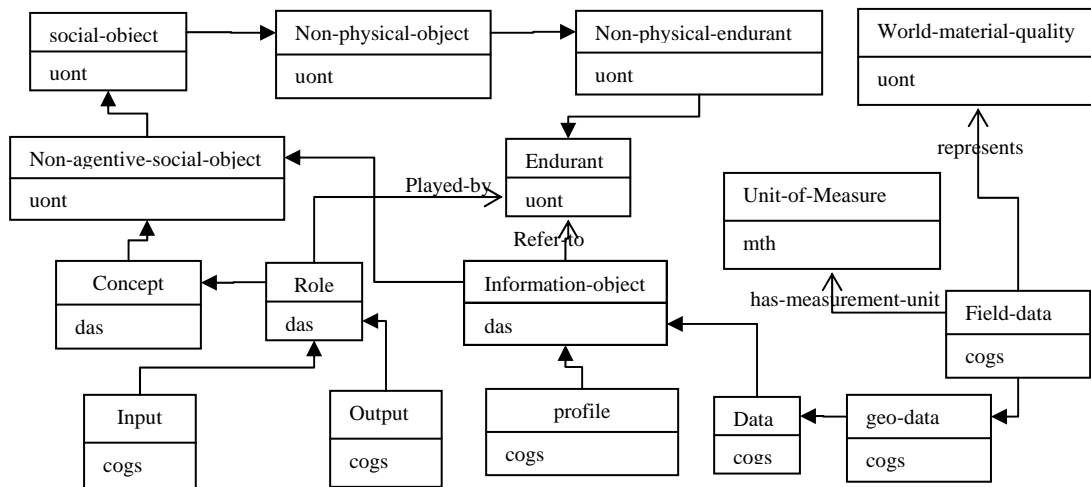 social-object
uont
Non-physical-object
uont
Non-physical-endurant
uont
World-material-quality
uont
Non-agentive-social-object
uont
Played-by
Endurant
uont
represents
Unit-of-Measure
mth
Refer-to
Concept
das
Role
das
Information-object
das
has-measurement-unit
Field-data
cogs
Input
cogs
Output
cogs
profile
cogs
Data
cogs
geo-data
cogs